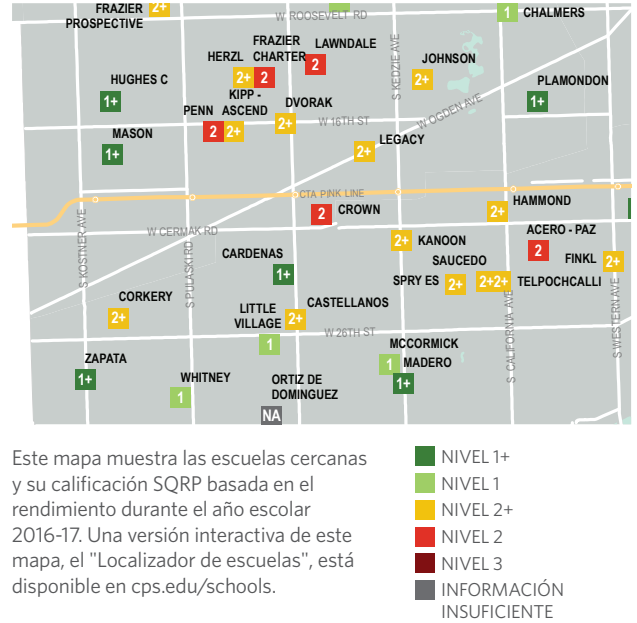 FRAZIER
PROSPECTIVE
2+
W ROOSEVELT RD
1
CHALMERS
HERZL
2+
FRAZIER
CHARTER
2
LAWNDALE
2
S KEDZIE AVE
JOHNSON
2+
HUGHES C
1+
PLAMONDON
1+
PENN
2
KIPP -
ASCEND
2+
DVORAK
2+
W 16TH ST
W OGDEN AVE
MASON
1+
LEGACY
2+
CTA PINK LINE
2
CROWN
HAMMOND
2+
S KOSTNER AVE
W CERMAK RD
S PULASKI RD
2+
KANOON
ACERO - PAZ
2
FINKL
2+
CARDENAS
1+
SAUCEDO
SPRY ES
2+
2+2+
TELPOCHCALLI
S CALIFORNIA AVE
S WESTERN AVE
CORKERY
2+
LITTLE
VILLAGE
1
CASTELLANOS
2+
W 26TH ST
ZAPATA
1+
WHITNEY
1
ORTIZ DE
DOMINGUEZ
NA
MCCORMICK
1
MADERO
1+
Este mapa muestra las escuelas cercanas
y su calificación SQRP basada en el
rendimiento durante el año escolar
2016-17. Una versión interactiva de este
mapa, el "Localizador de escuelas", está
disponible en cps.edu/schools.
NIVEL 1+
NIVEL 1
NIVEL 2+
NIVEL 2
NIVEL 3
INFORMACIÓN
INSUFICIENTE